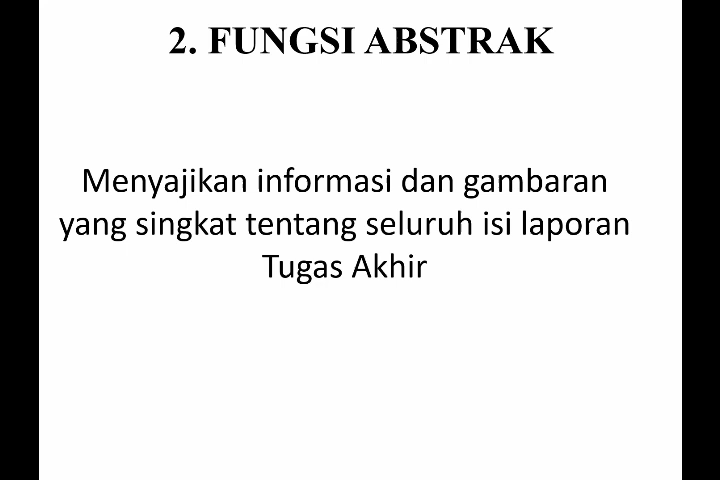 2. FUNGSI ABSTRAK
Menyajikan informasi dan gambaran
yang singkat tentang seluruh isi laporan
Tugas Akhir